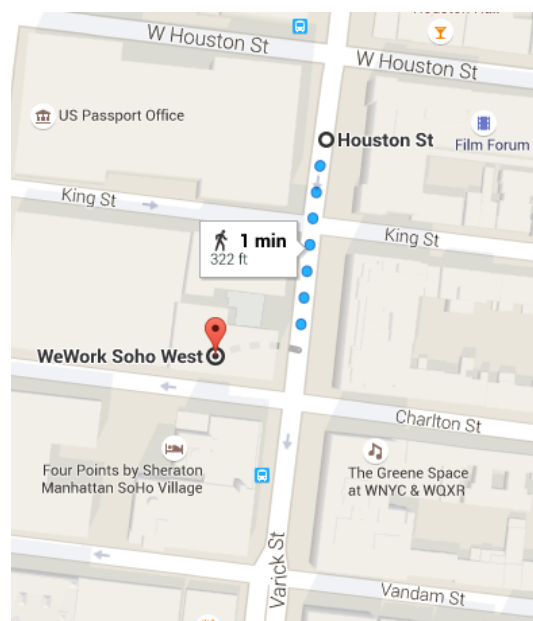 W Houston St
W Houston St
US Passport Office
Houston St
Film Forum
King St
King St
1 min
322 ft
WeWork Soho West
Charlton St
Four Points by Sheraton
Manhattan SoHo Village
The Greene Space
at WNYC & WQXR
Varick St
Vandam St